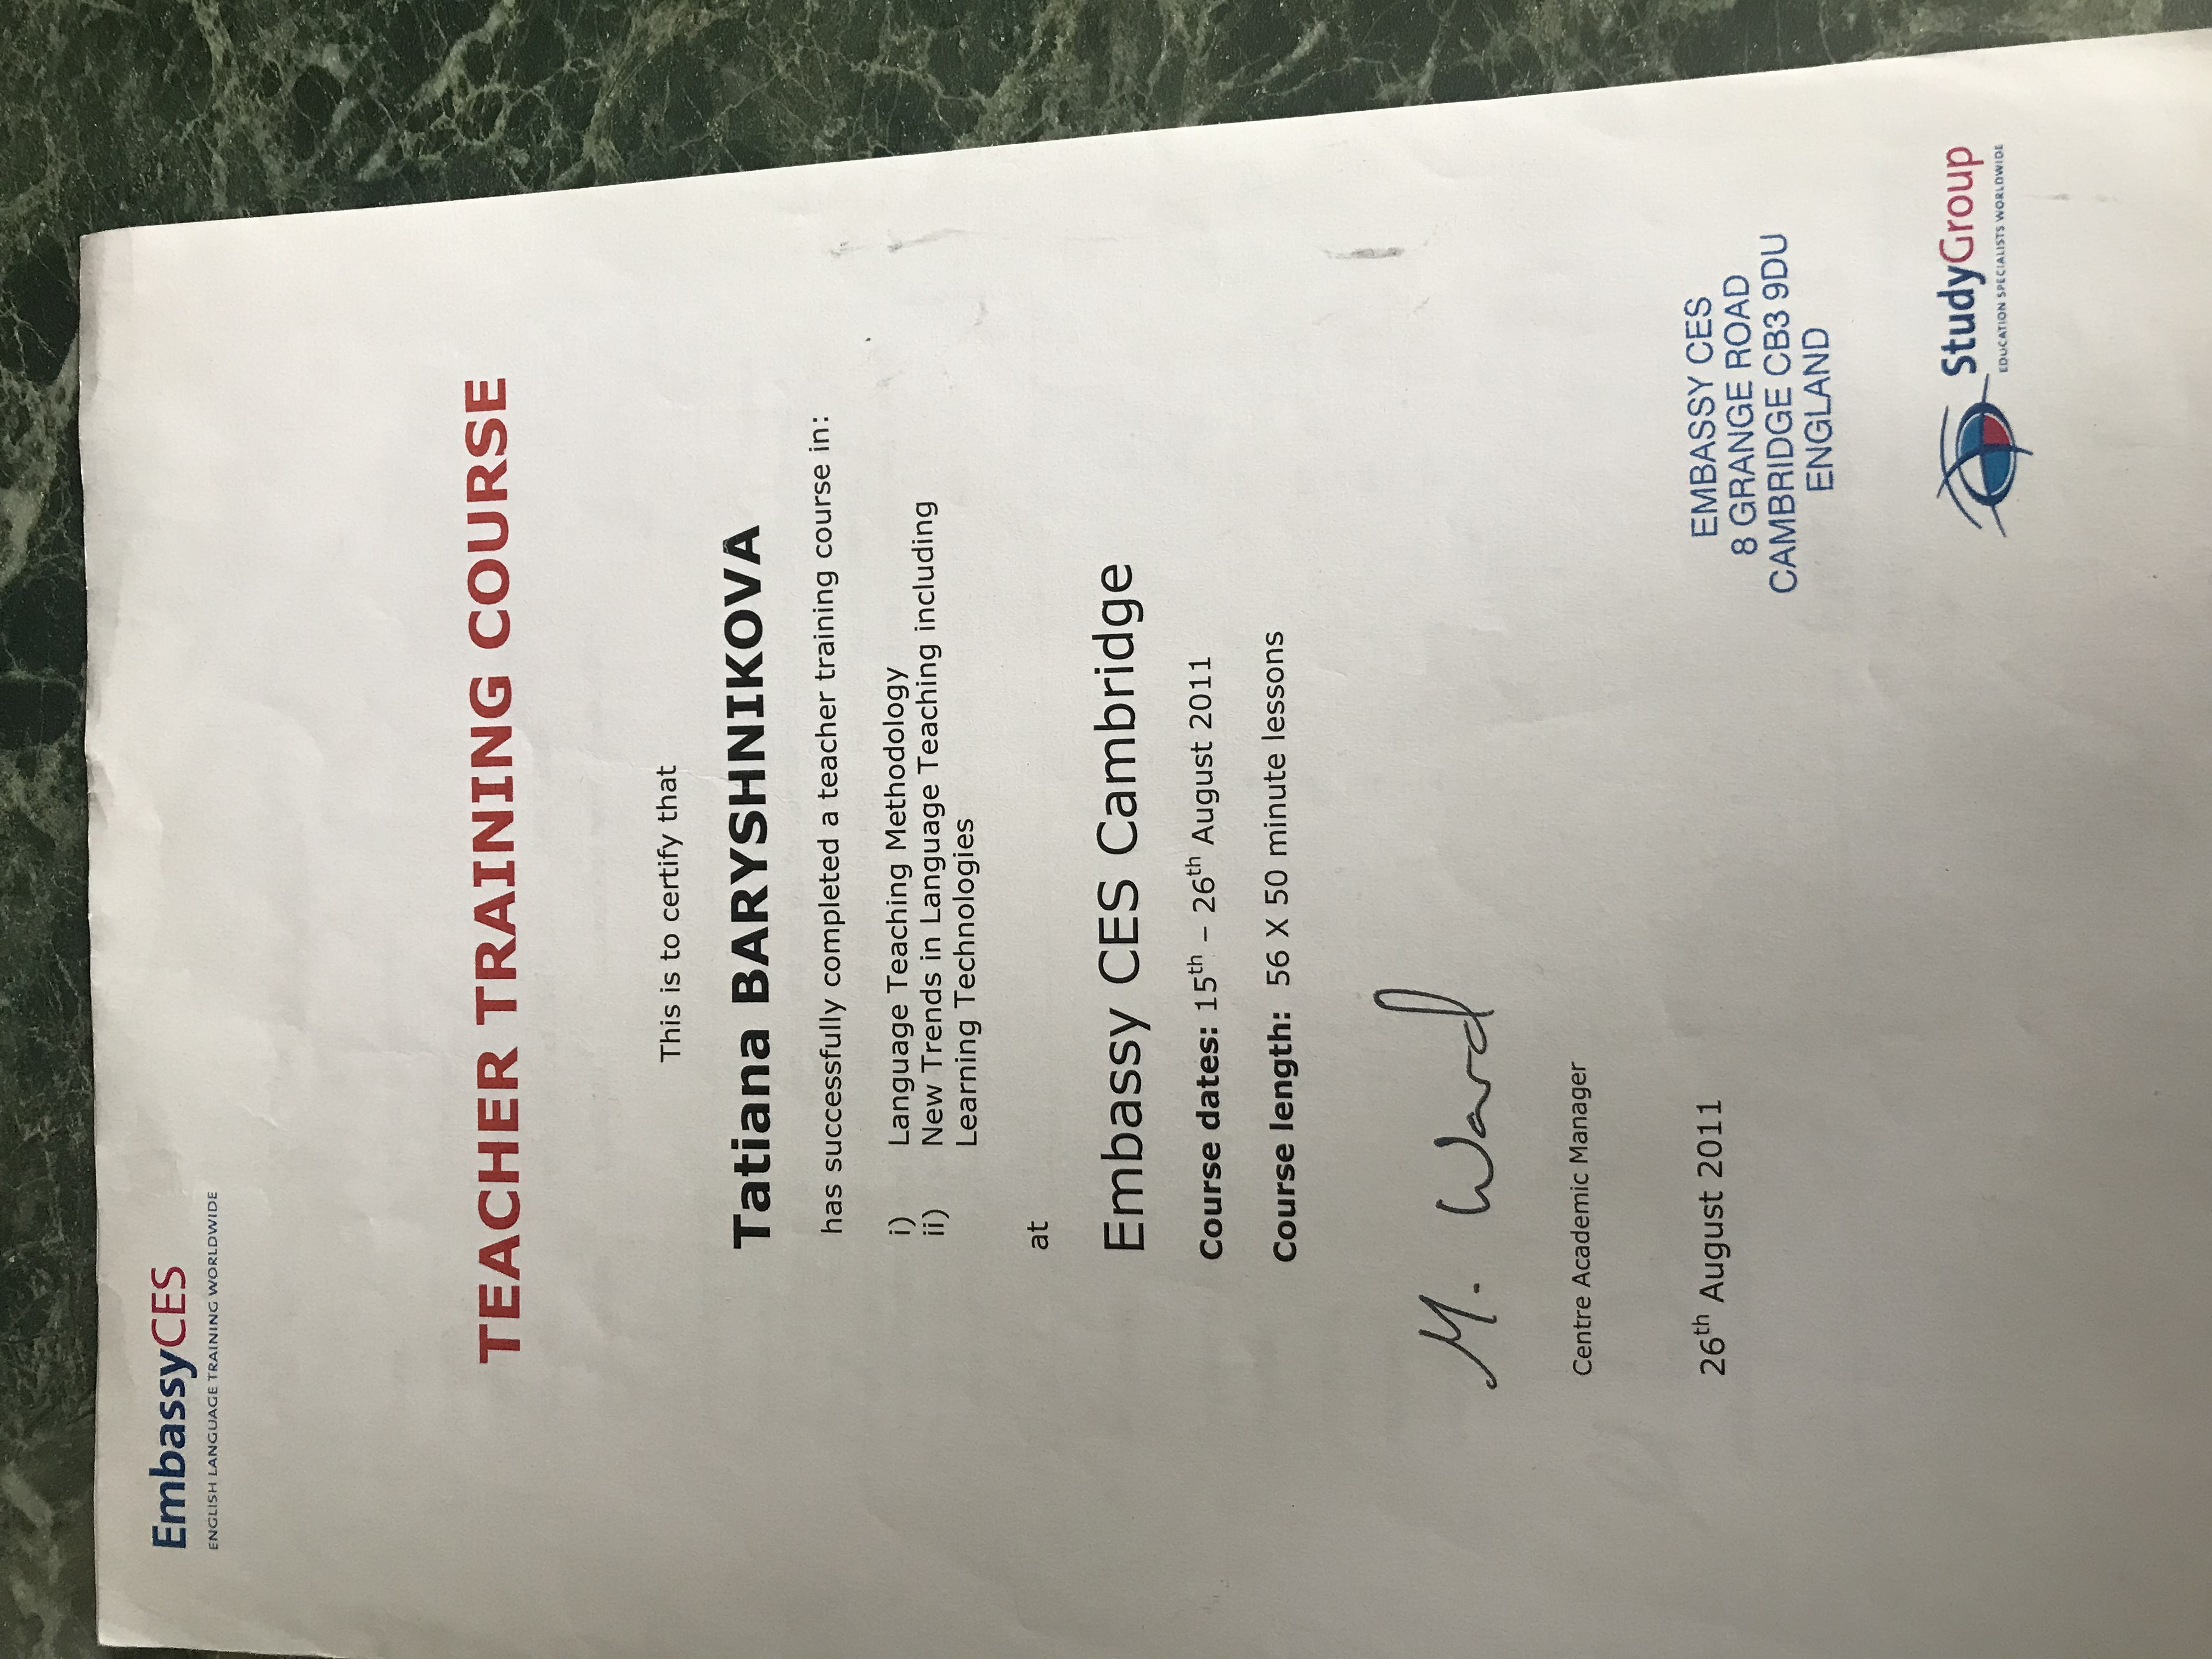 EmbassyCES
ENGLISH LANGUAGE TRAINING WORLDWIDE
TEACHER TRAINING COURSE
This is to certify that
Tatiana BARYSHNIKOVA
has successfully completed a teacher training course in:
i) Language Teaching Methodology
ii) New Trends in Language Teaching including
Learning Technologies
at
Embassy CES Cambridge
Course dates: 15th – 26th August 2011
Course length: 56 X 50 minute lessons
M. Ward
Centre Academic Manager
26th August 2011
EMBASSY CES
8 GRANGE ROAD
CAMBRIDGE CB3 9DU
ENGLAND
StudyGroup
EDUCATION SPECIALISTS WORLDWIDE